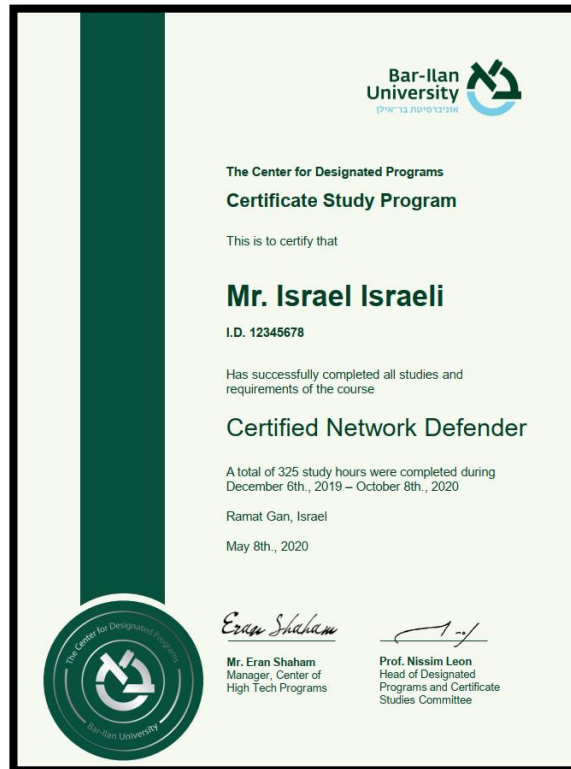 Bar-Ilan
University
אוניברסיטת בר־אילן
The Center for Designated Programs
Certificate Study Program
This is to certify that
Mr. Israel Israeli
I.D. 12345678
Has successfully completed all studies and
requirements of the course
Certified Network Defender
A total of 325 study hours were completed during
December 6th., 2019 – October 8th., 2020
Ramat Gan, Israel
May 8th., 2020
Eran Shaham
Mr. Eran Shaham
Manager, Center of
High Tech Programs
Prof. Nissim Leon
Head of Designated
Programs and Certificate
Studies Committee
The Center for Designated Programs
Bar-Ilan University